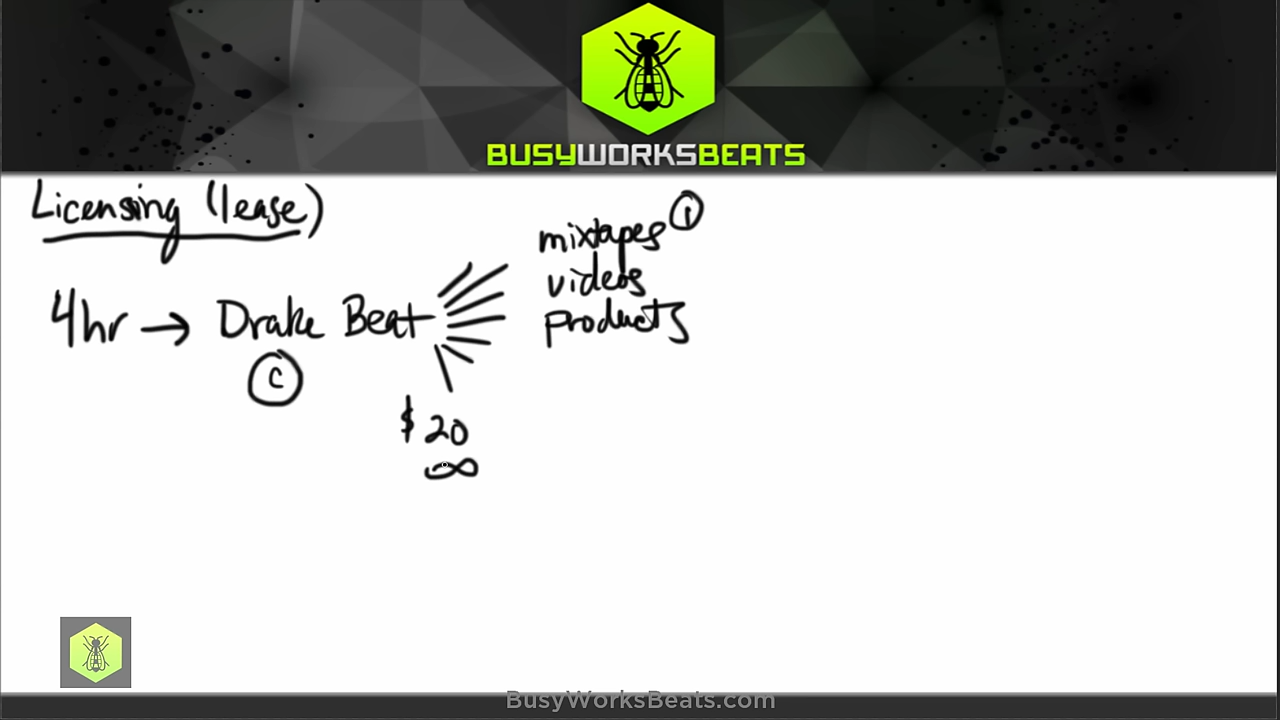 BUSYWORKSBEATS
Licensing (lease)
mixtapes ①
videos
products
4hr → Drake Beat
©
$20
∞
BusyWorksBeats.com